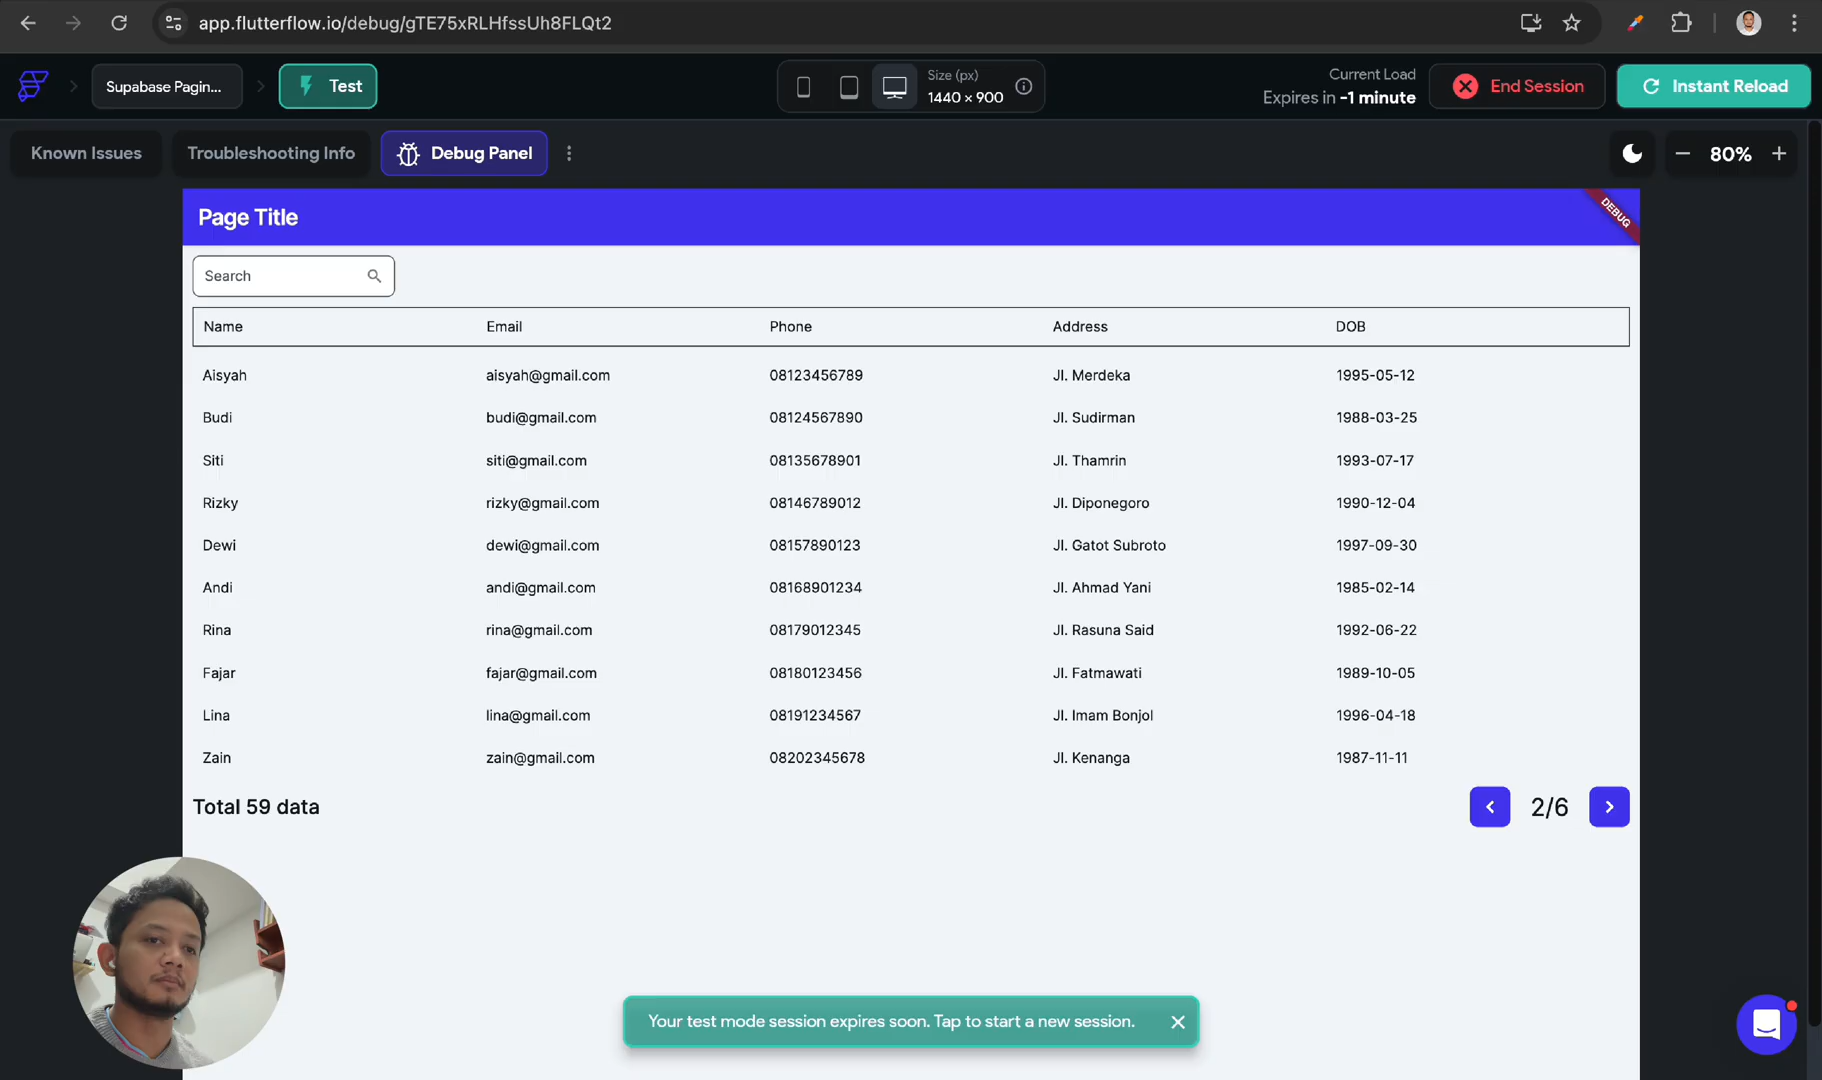 app.flutterflow.io/debug/gTE75xRLHfssUh8FLQt2
Supabase Pagin...
Test
Size (px)
1440 × 900
Current Load
Expires in -1 minute
End Session
Instant Reload
Known Issues
Troubleshooting Info
Debug Panel
80%
Page Title
DEBUG
Search
Name Email Phone Address DOB
Aisyah aisyah@gmail.com 08123456789 Jl. Merdeka 1995-05-12
Budi budi@gmail.com 08124567890 Jl. Sudirman 1988-03-25
Siti siti@gmail.com 08135678901 Jl. Thamrin 1993-07-17
Rizky rizky@gmail.com 08146789012 Jl. Diponegoro 1990-12-04
Dewi dewi@gmail.com 08157890123 Jl. Gatot Subroto 1997-09-30
Andi andi@gmail.com 08168901234 Jl. Ahmad Yani 1985-02-14
Rina rina@gmail.com 08179012345 Jl. Rasuna Said 1992-06-22
Fajar fajar@gmail.com 08180123456 Jl. Fatmawati 1989-10-05
Lina lina@gmail.com 08191234567 Jl. Imam Bonjol 1996-04-18
Zain zain@gmail.com 08202345678 Jl. Kenanga 1987-11-11
Total 59 data
2/6
Your test mode session expires soon. Tap to start a new session.